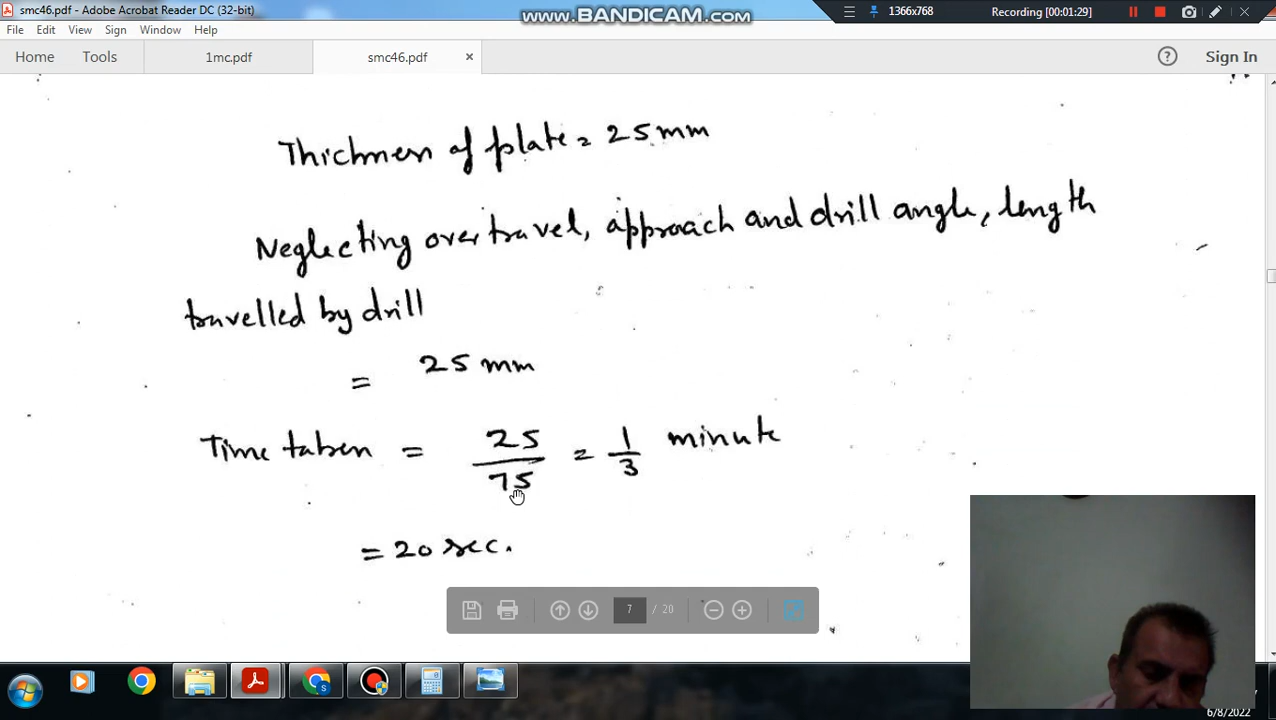 smc46.pdf - Adobe Acrobat Reader DC (32-bit)
www.BANDICAM.com
1366x768
Recording [00:01:29]
File Edit View Sign Window Help
Home Tools 1mc.pdf smc46.pdf × ? Sign In
Thickness of plate = 25mm
Neglecting over travel, approach and drill angle, length
travelled by drill
= 25 mm
Time taken = 25/75 = 1/3 minute
= 20 sec.
7 / 20
6/8/2022